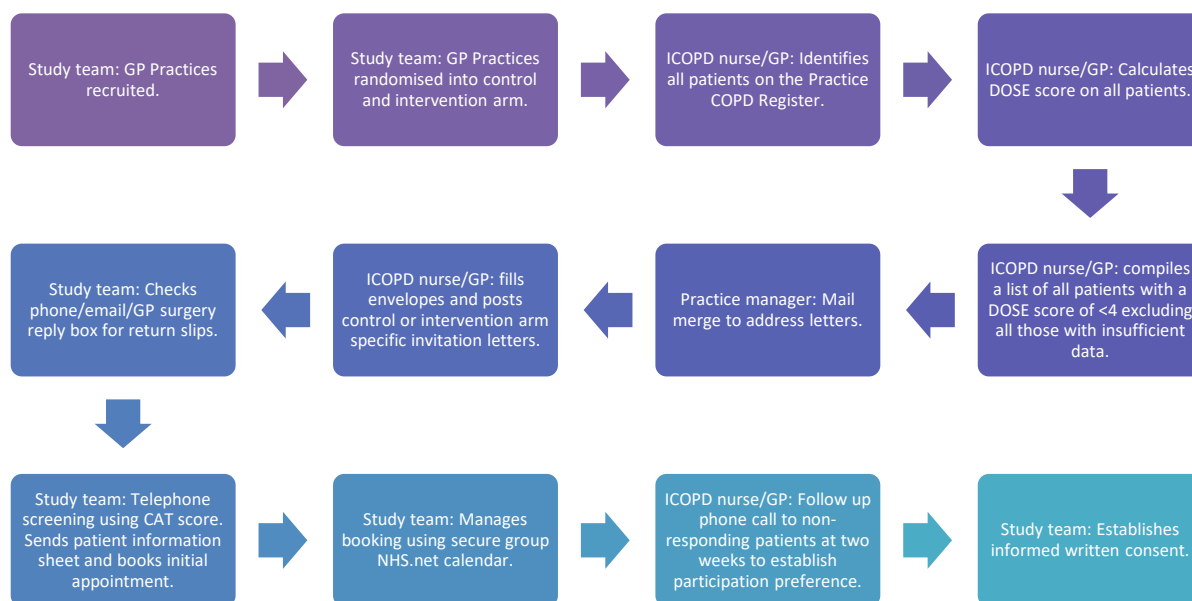 Study team: GP Practices
recruited.
Study team: GP Practices
randomised into control
and intervention arm.
ICOPD nurse/GP: Identifies
all patients on the Practice
COPD Register.
ICOPD nurse/GP: Calculates
DOSE score on all patients.
ICOPD nurse/GP: compiles
a list of all patients with a
DOSE score of <4 excluding
all those with insufficient
data.
Practice manager: Mail
merge to address letters.
ICOPD nurse/GP: fills
envelopes and posts
control or intervention arm
specific invitation letters.
Study team: Checks
phone/email/GP surgery
reply box for return slips.
Study team: Telephone
screening using CAT score.
Sends patient information
sheet and books initial
appointment.
Study team: Manages
booking using secure group
NHS.net calendar.
ICOPD nurse/GP: Follow up
phone call to non-
responding patients at two
weeks to establish
participation preference.
Study team: Establishes
informed written consent.